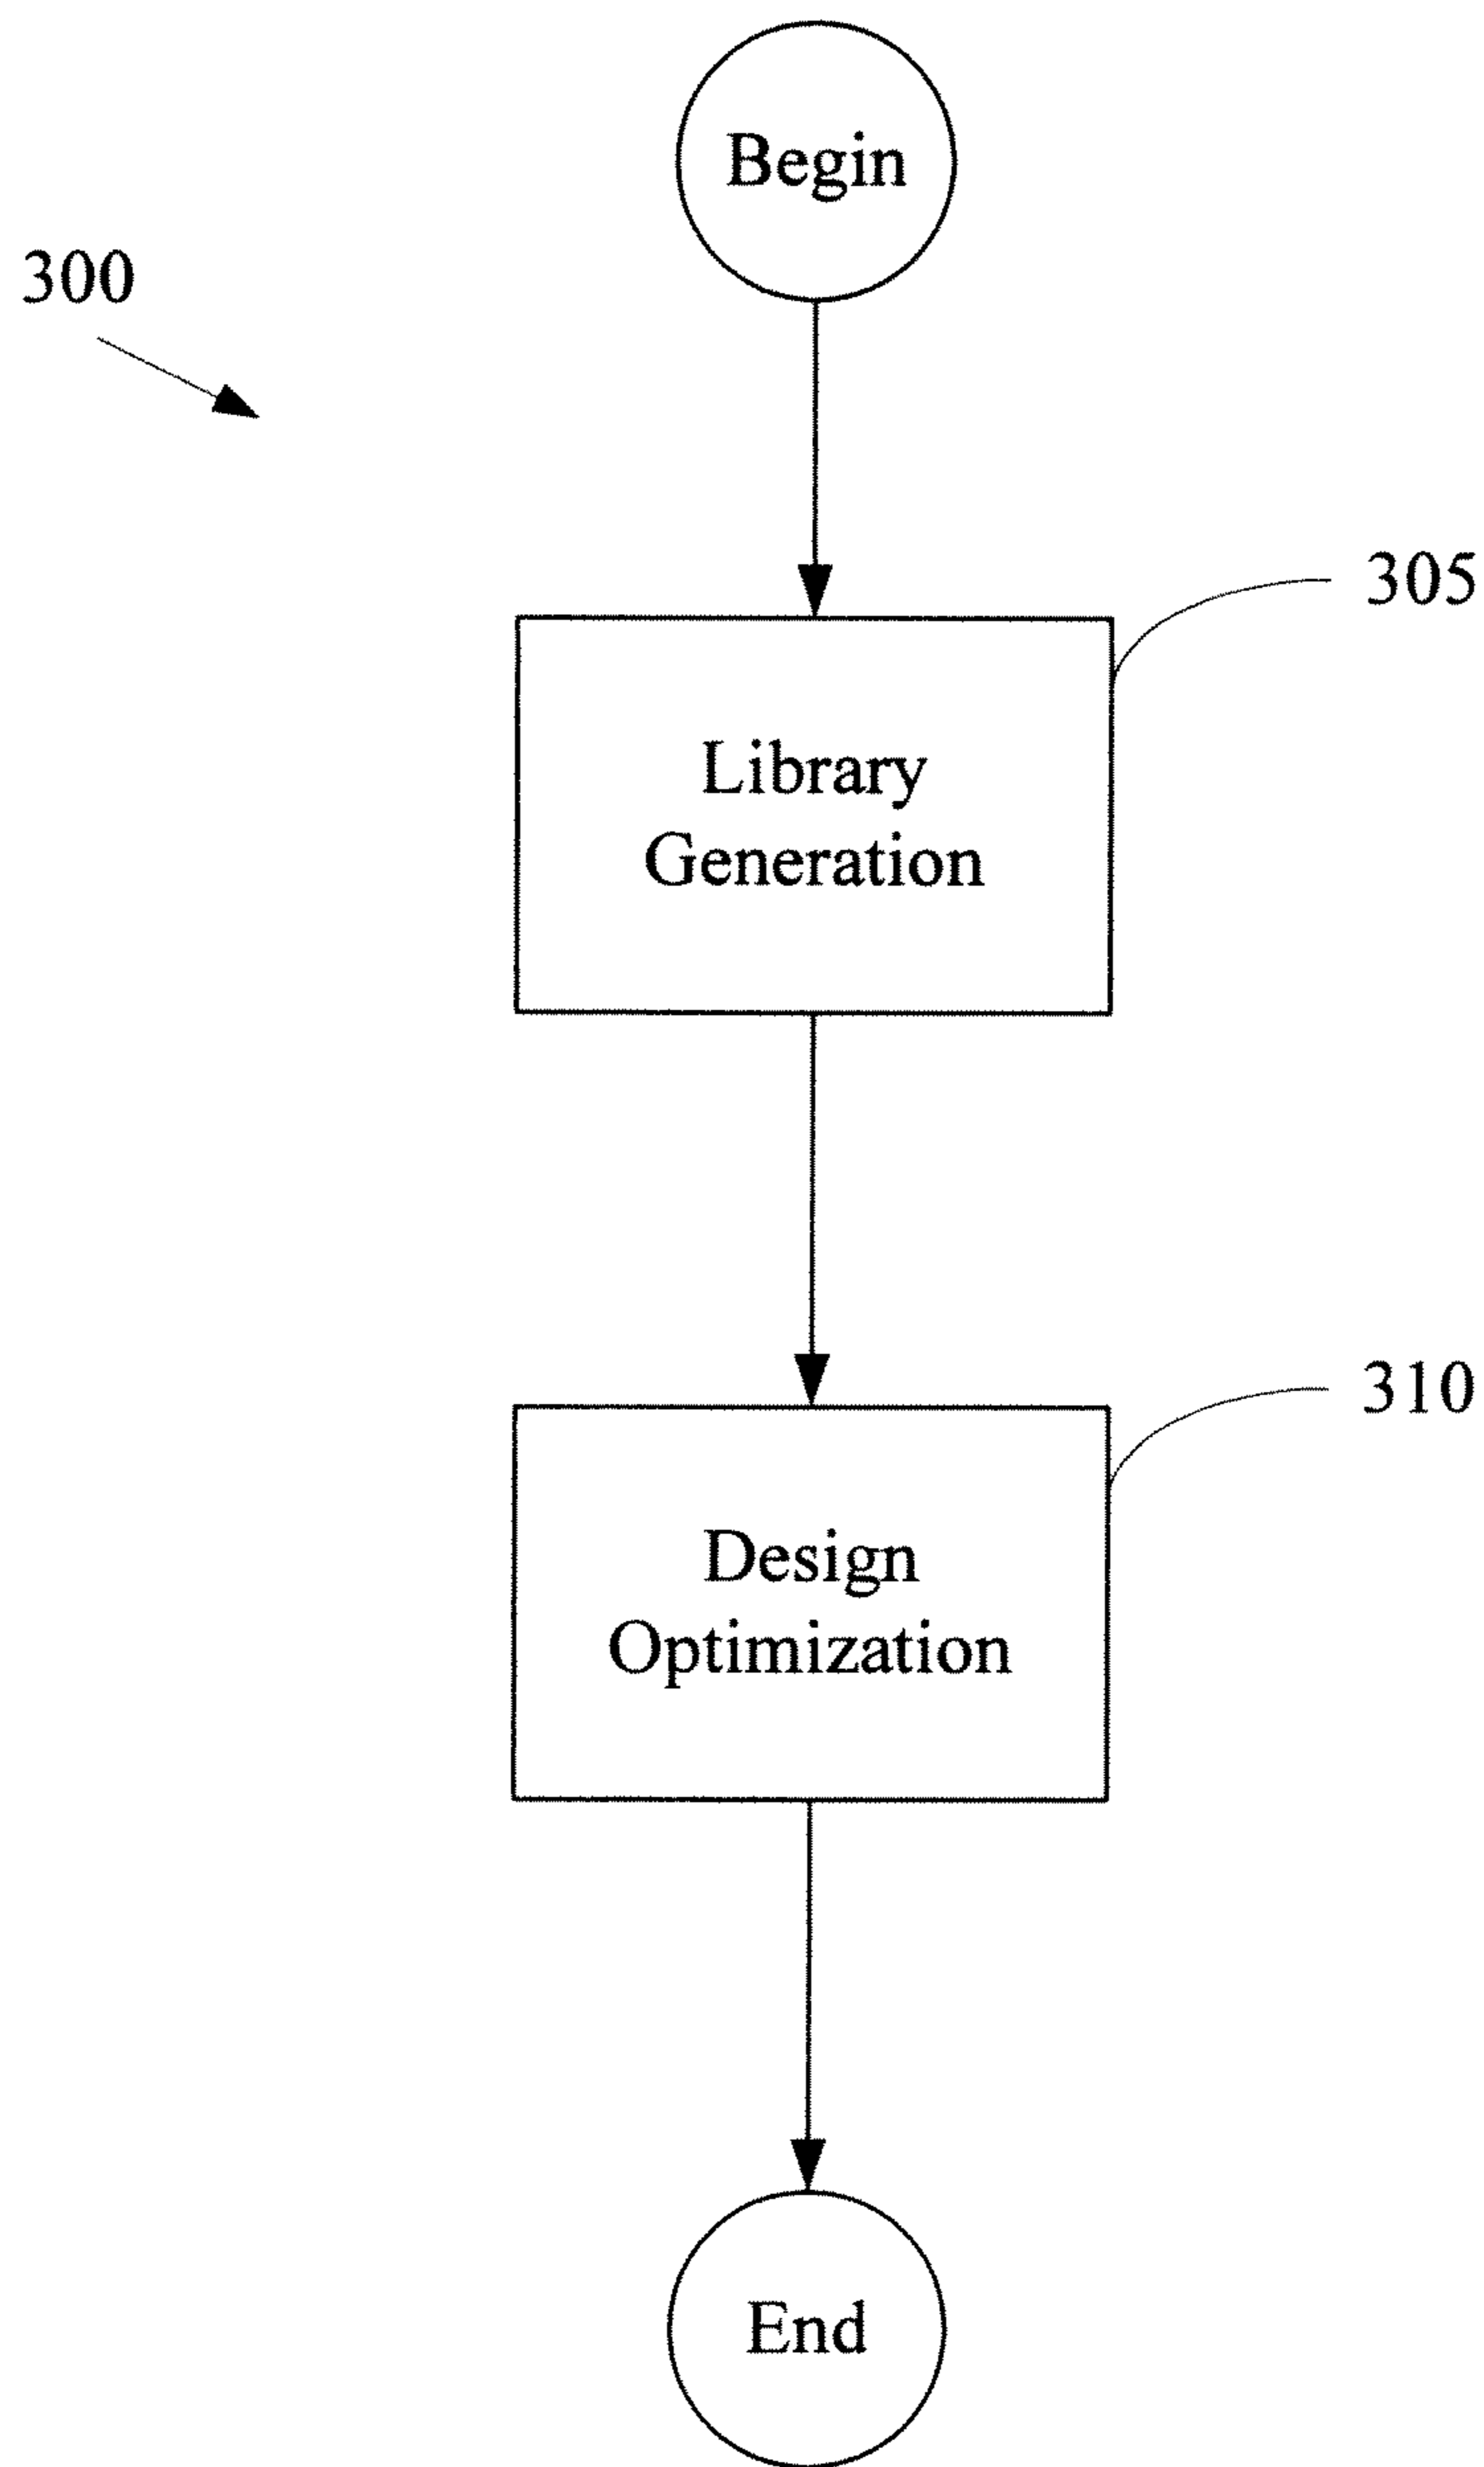 Begin
300
305
Library
Generation
310
Design
Optimization
End